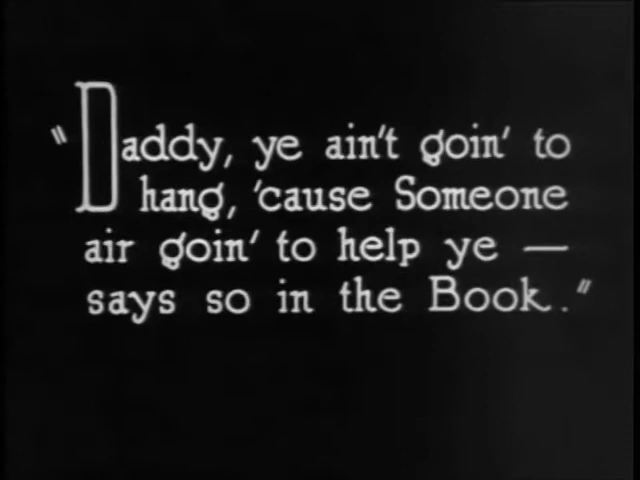 "Daddy, ye ain't goin' to
hang, 'cause Someone
air goin' to help ye —
says so in the Book."